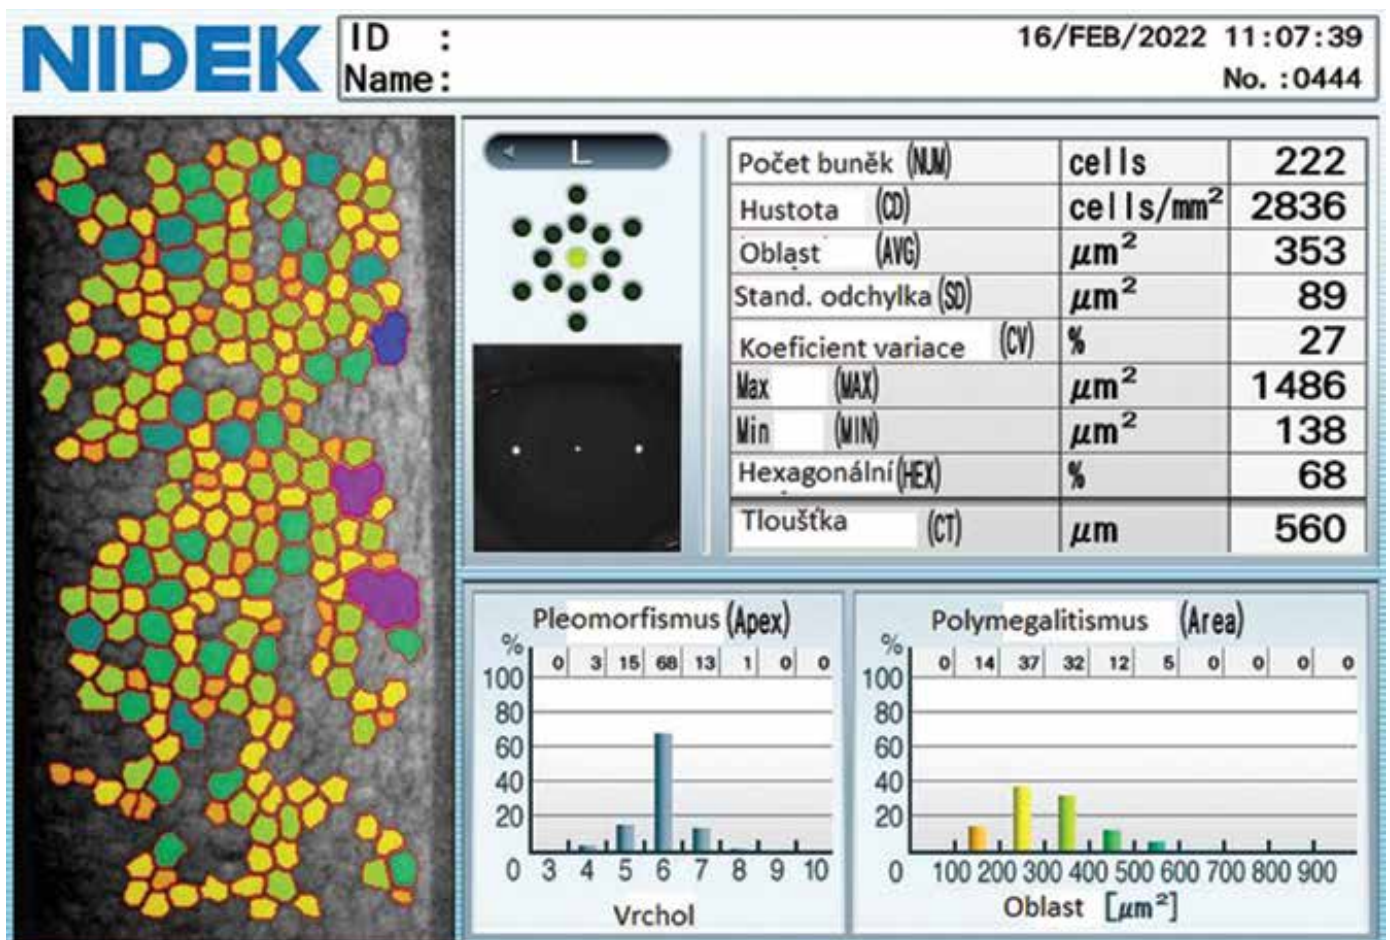 NIDEK
ID :
Name:
16/FEB/2022 11:07:39
No. :0444
L
Počet buněk (NUM) cells 222
Hustota (CD) cells/mm² 2836
Oblast (AVG) μm² 353
Stand. odchylka (SD) μm² 89
Koeficient variace (CV) % 27
Max (MAX) μm² 1486
Min (MIN) μm² 138
Hexagonální (HEX) % 68
Tloušťka (CT) μm 560
Pleomorfismus (Apex)
%
0 3 15 68 13 1 0 0
100
80
60
40
20
0 3 4 5 6 7 8 9 10
Vrchol
Polymegalitismus (Area)
%
0 14 37 32 12 5 0 0 0 0
100
80
60
40
20
0 100 200 300 400 500 600 700 800 900
Oblast [μm²]